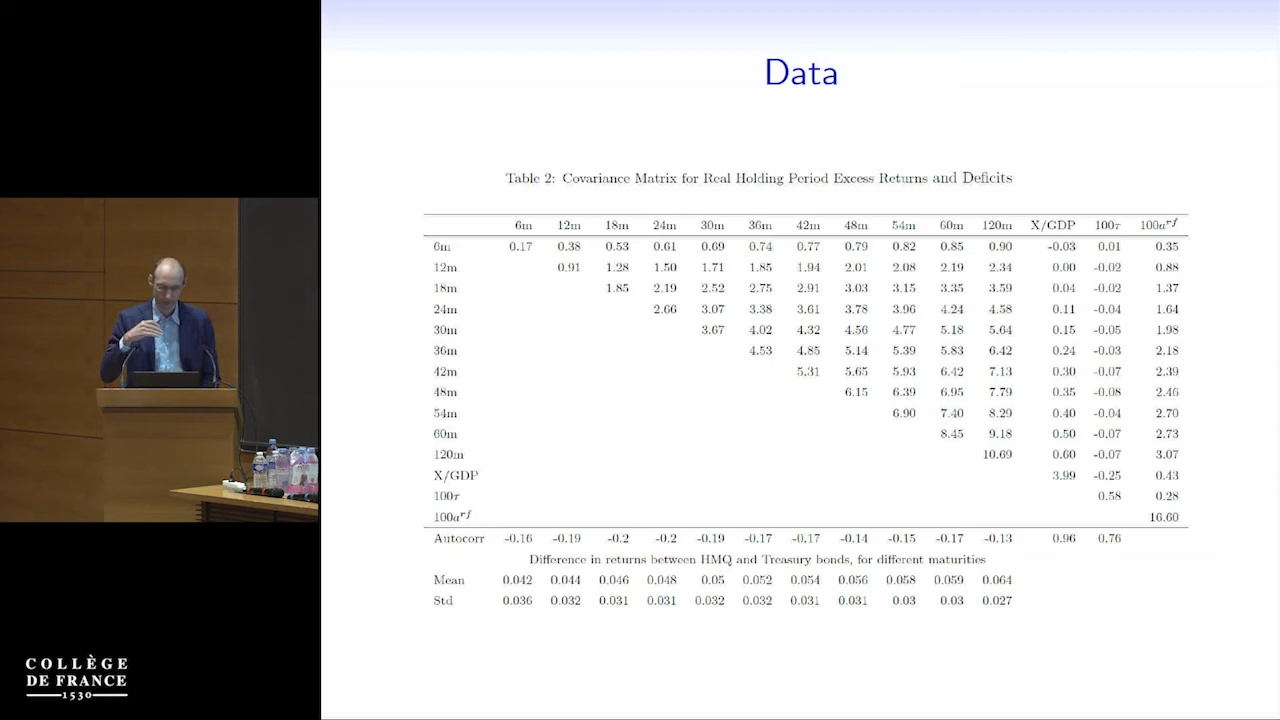 Data
Table 2: Covariance Matrix for Real Holding Period Excess Returns and Deficits
6m 12m 18m 24m 30m 36m 42m 48m 54m 60m 120m X/GDP 100τ 100a^rf
6m 0.17 0.38 0.53 0.61 0.69 0.74 0.77 0.79 0.82 0.85 0.90 -0.03 0.01 0.35
12m 0.91 1.28 1.50 1.71 1.85 1.94 2.01 2.08 2.19 2.34 0.00 -0.02 0.88
18m 1.85 2.19 2.52 2.75 2.91 3.03 3.15 3.35 3.59 0.04 -0.02 1.37
24m 2.66 3.07 3.38 3.61 3.78 3.96 4.24 4.58 0.11 -0.04 1.64
30m 3.67 4.02 4.32 4.56 4.77 5.18 5.64 0.15 -0.05 1.98
36m 4.53 4.85 5.14 5.39 5.83 6.42 0.24 -0.03 2.18
42m 5.31 5.65 5.93 6.42 7.13 0.30 -0.07 2.39
48m 6.15 6.39 6.95 7.79 0.35 -0.08 2.46
54m 6.90 7.40 8.29 0.40 -0.04 2.70
60m 8.45 9.18 0.50 -0.07 2.73
120m 10.69 0.60 -0.07 3.07
X/GDP 3.99 -0.25 0.43
100τ 0.58 0.28
100a^rf 16.60
Autocorr -0.16 -0.19 -0.2 -0.2 -0.19 -0.17 -0.17 -0.14 -0.15 -0.17 -0.13 0.96 0.76
Difference in returns between HMQ and Treasury bonds, for different maturities
Mean 0.042 0.044 0.046 0.048 0.05 0.052 0.054 0.056 0.058 0.059 0.064
Std 0.036 0.032 0.031 0.031 0.032 0.032 0.031 0.031 0.03 0.03 0.027
COLLÈGE
DE FRANCE
1530